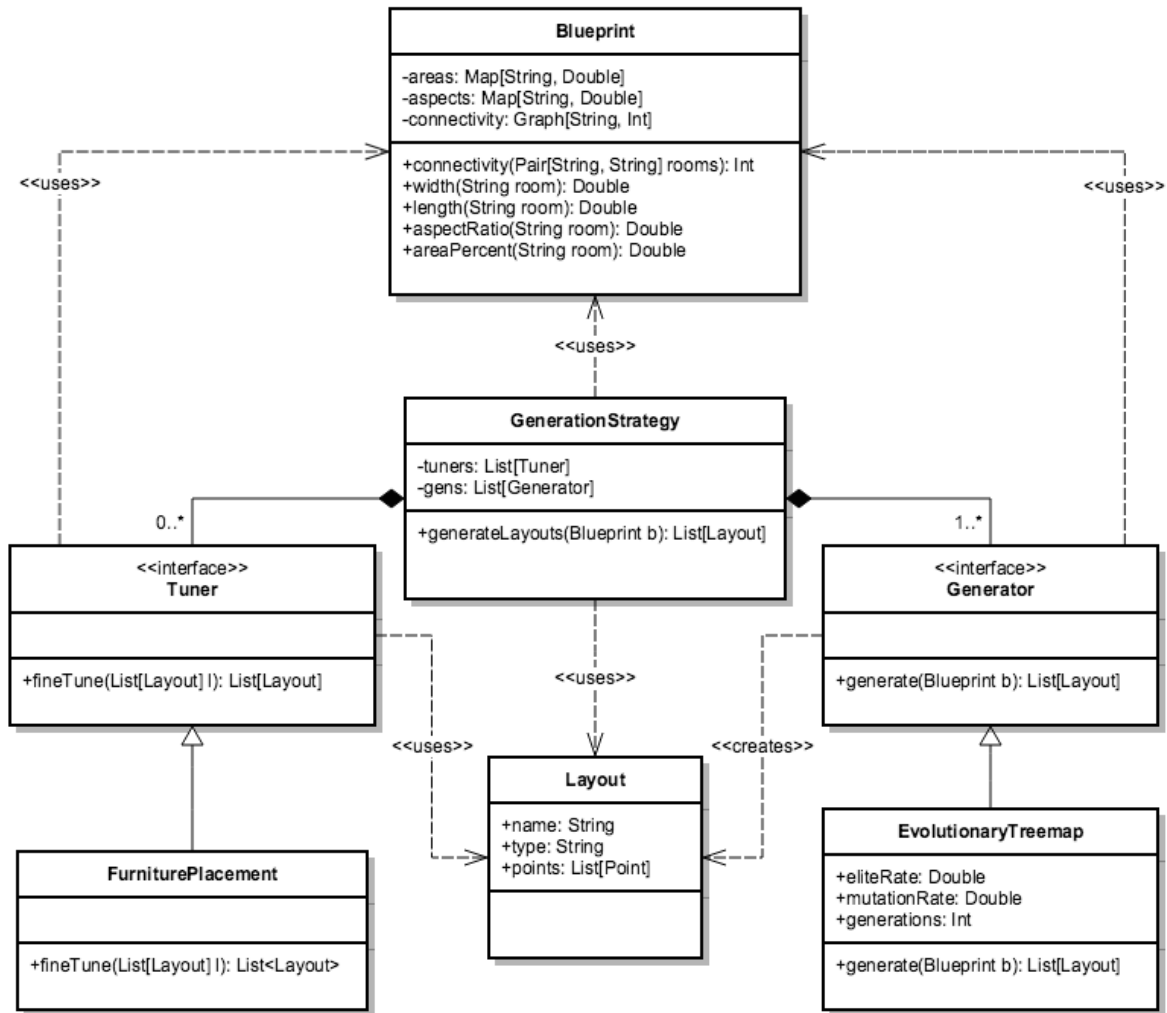 Blueprint
-areas: Map[String, Double]
-aspects: Map[String, Double]
-connectivity: Graph[String, Int]
+connectivity(Pair[String, String] rooms): Int
+width(String room): Double
+length(String room): Double
+aspectRatio(String room): Double
+areaPercent(String room): Double
<<uses>>
<<uses>>
<<uses>>
GenerationStrategy
-tuners: List[Tuner]
-gens: List[Generator]
+generateLayouts(Blueprint b): List[Layout]
0..*
1..*
<<interface>>
Tuner
+fineTune(List[Layout] l): List[Layout]
<<interface>>
Generator
+generate(Blueprint b): List[Layout]
<<uses>>
<<uses>>
<<creates>>
Layout
+name: String
+type: String
+points: List[Point]
FurniturePlacement
+fineTune(List[Layout] l): List<Layout>
EvolutionaryTreemap
+eliteRate: Double
+mutationRate: Double
+generations: Int
+generate(Blueprint b): List[Layout]